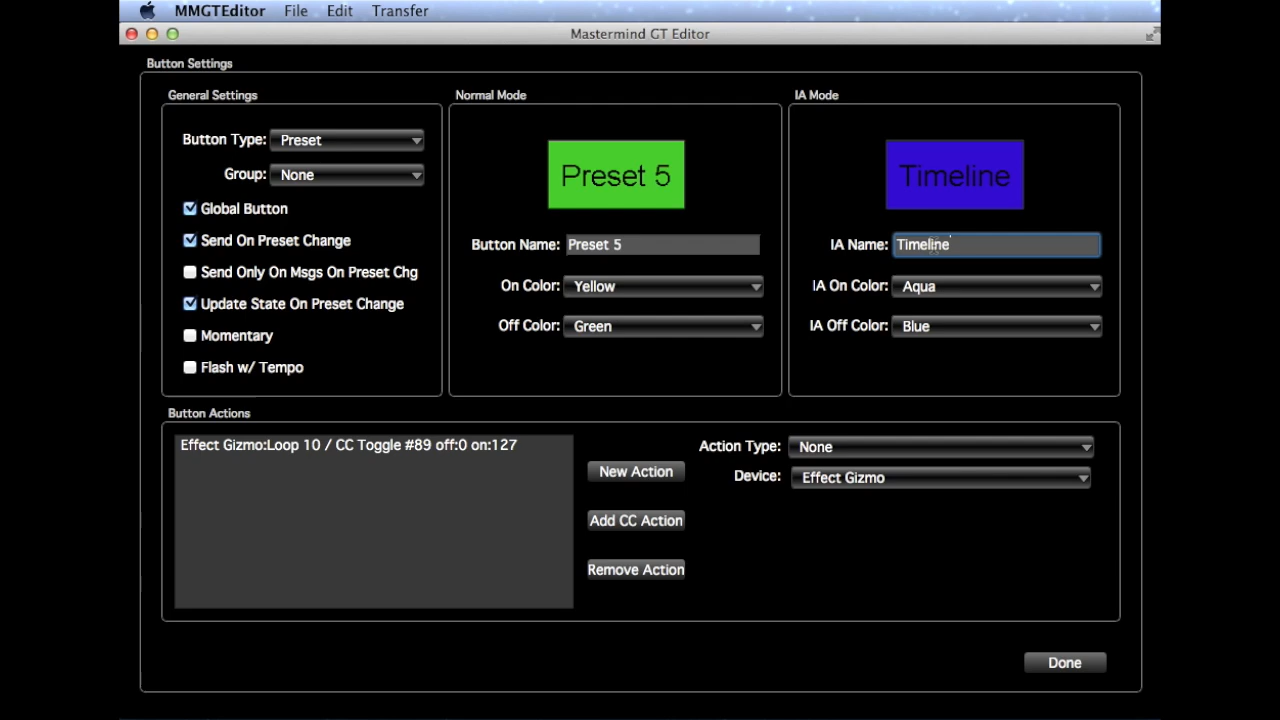 MMGTEditor File Edit Transfer
Mastermind GT Editor
Button Settings
General Settings
Button Type: Preset
Group: None
Global Button
Send On Preset Change
Send Only On Msgs On Preset Chg
Update State On Preset Change
Momentary
Flash w/ Tempo
Normal Mode
Preset 5
Button Name: Preset 5
On Color: Yellow
Off Color: Green
IA Mode
Timeline
IA Name: Timeline
IA On Color: Aqua
IA Off Color: Blue
Button Actions
Effect Gizmo:Loop 10 / CC Toggle #89 off:0 on:127
New Action
Add CC Action
Remove Action
Action Type: None
Device: Effect Gizmo
Done